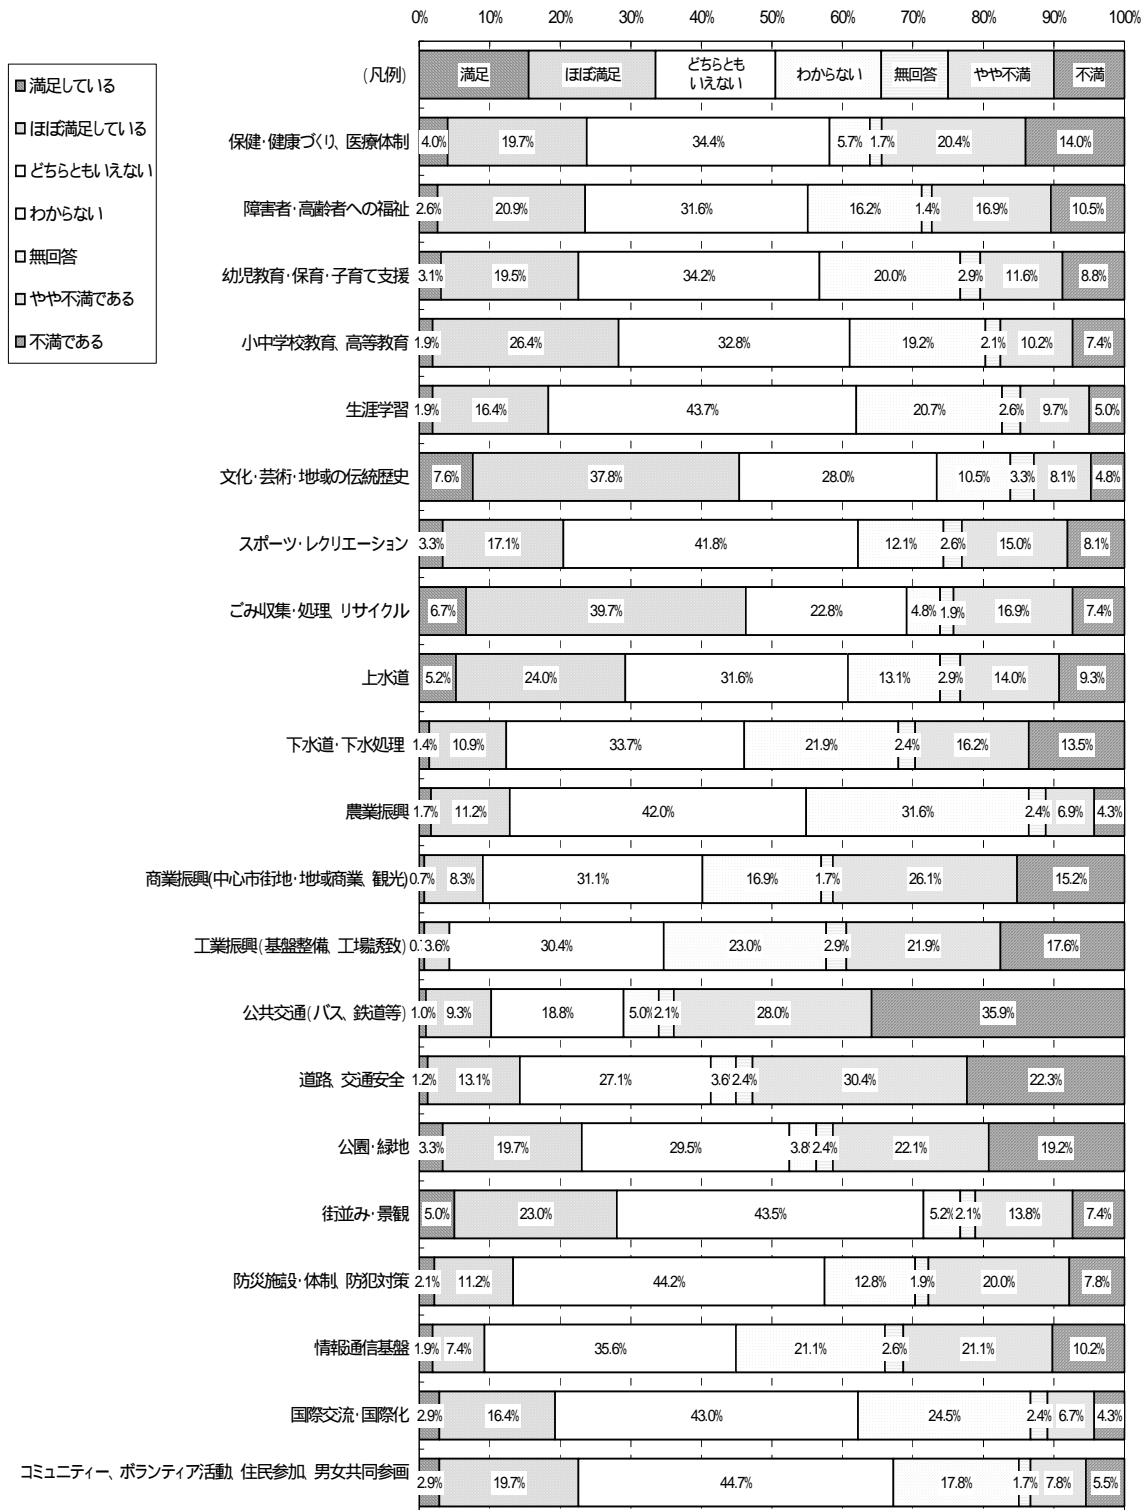 0% 10% 20% 30% 40% 50% 60% 70% 80% 90% 100%
満足している
ほぼ満足している
どちらともいえない
わからない
無回答
やや不満である
不満である
(凡例) 満足 ほぼ満足 どちらとも いえない わからない 無回答 やや不満 不満
保健・健康づくり、医療体制 4.0% 19.7% 34.4% 5.7% 1.7% 20.4% 14.0%
障害者・高齢者への福祉 2.6% 20.9% 31.6% 16.2% 1.4% 16.9% 10.5%
幼児教育・保育・子育て支援 3.1% 19.5% 34.2% 20.0% 2.9% 11.6% 8.8%
小中学校教育、高等教育 1.9% 26.4% 32.8% 19.2% 2.1% 10.2% 7.4%
生涯学習 1.9% 16.4% 43.7% 20.7% 2.6% 9.7% 5.0%
文化・芸術・地域の伝統歴史 7.6% 37.8% 28.0% 10.5% 3.3% 8.1% 4.8%
スポーツ・レクリエーション 3.3% 17.1% 41.8% 12.1% 2.6% 15.0% 8.1%
ごみ収集・処理、リサイクル 6.7% 39.7% 22.8% 4.8% 1.9% 16.9% 7.4%
上水道 5.2% 24.0% 31.6% 13.1% 2.9% 14.0% 9.3%
下水道・下水処理 1.4% 10.9% 33.7% 21.9% 2.4% 16.2% 13.5%
農業振興 1.7% 11.2% 42.0% 31.6% 2.4% 6.9% 4.3%
商業振興(中心市街地・地域商業、観光) 0.7% 8.3% 31.1% 16.9% 1.7% 26.1% 15.2%
工業振興(基盤整備、工場誘致) 3.6% 30.4% 23.0% 2.9% 21.9% 17.6%
公共交通(バス、鉄道等) 1.0% 9.3% 18.8% 5.0% 2.1% 28.0% 35.9%
道路、交通安全 1.2% 13.1% 27.1% 3.6 2.4% 30.4% 22.3%
公園・緑地 3.3% 19.7% 29.5% 3.8 2.4% 22.1% 19.2%
街並み・景観 5.0% 23.0% 43.5% 5.2% 2.1% 13.8% 7.4%
防災施設・体制、防犯対策 2.1% 11.2% 44.2% 12.8% 1.9% 20.0% 7.8%
情報通信基盤 1.9% 7.4% 35.6% 21.1% 2.6% 21.1% 10.2%
国際交流・国際化 2.9% 16.4% 43.0% 24.5% 2.4% 6.7% 4.3%
コミュニティー、ボランティア活動、住民参加、男女共同参画 2.9% 19.7% 44.7% 17.8% 1.7% 7.8% 5.5%